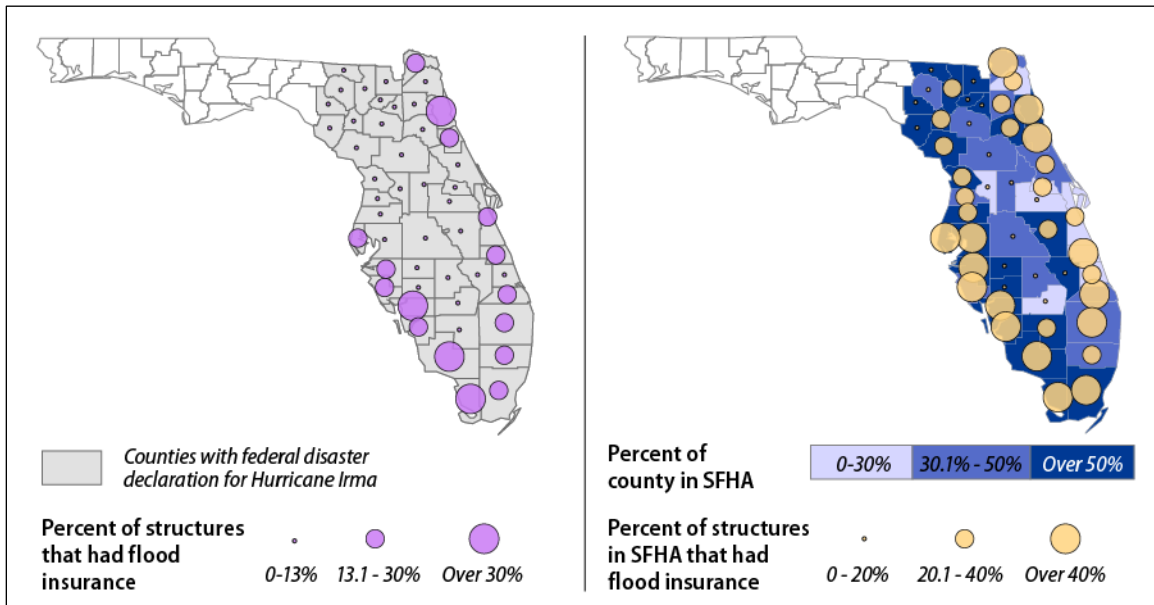 Counties with federal disaster
declaration for Hurricane Irma
Percent of structures
that had flood
insurance
0-13%
13.1 - 30%
Over 30%
Percent of
county in SFHA
0-30%
30.1% - 50%
Over 50%
Percent of structures
in SFHA that had
flood insurance
0 - 20%
20.1 - 40%
Over 40%